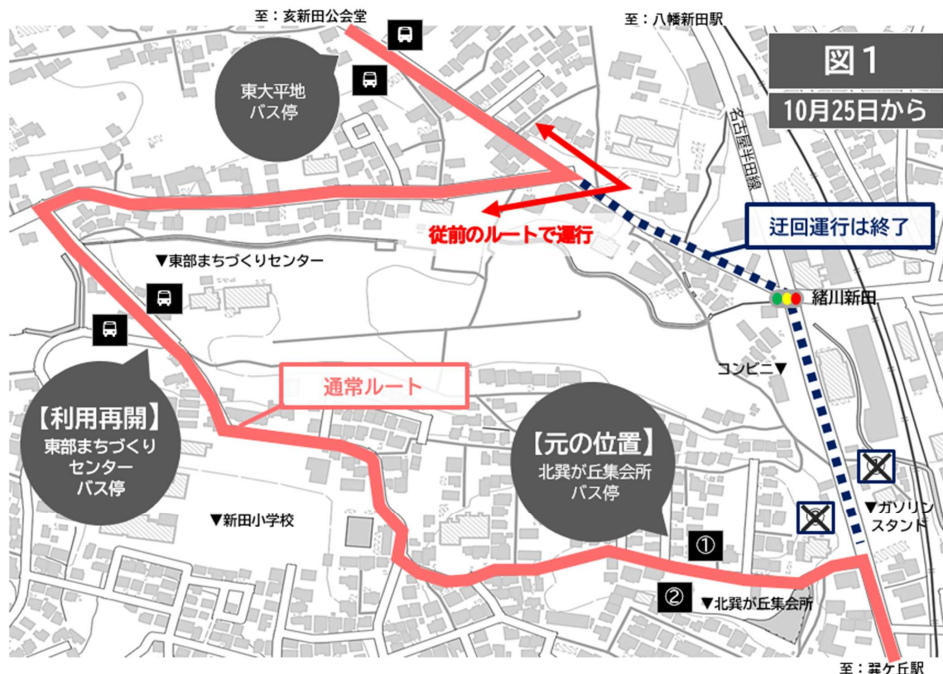 至：亥新田公会堂
至：八幡新田駅
図１
10月25日から
東大平地
バス停
名古屋半田線
従前のルートで運行
迂回運行は終了
▼東部まちづくりセンター
緒川新田
コンビニ▼
通常ルート
【利用再開】
東部まちづくり
センター
バス停
【元の位置】
北巽が丘集会所
バス停
①
②
▼ガソリン
スタンド
▼新田小学校
①
②
▼北巽が丘集会所
至：巽ケ丘駅